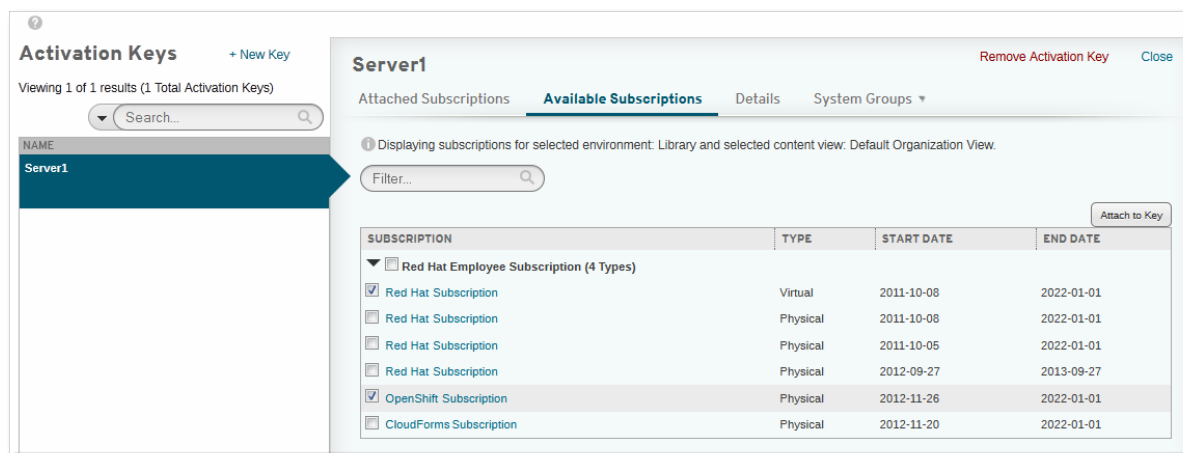 Activation Keys
+ New Key
Viewing 1 of 1 results (1 Total Activation Keys)
Search...
NAME
Server1
Server1
Remove Activation Key Close
Attached Subscriptions Available Subscriptions Details System Groups
Displaying subscriptions for selected environment: Library and selected content view: Default Organization View.
Filter...
Attach to Key
SUBSCRIPTION TYPE START DATE END DATE
Red Hat Employee Subscription (4 Types)
Red Hat Subscription Virtual 2011-10-08 2022-01-01
Red Hat Subscription Physical 2011-10-08 2022-01-01
Red Hat Subscription Physical 2011-10-05 2022-01-01
Red Hat Subscription Physical 2012-09-27 2013-09-27
OpenShift Subscription Physical 2012-11-26 2022-01-01
CloudForms Subscription Physical 2012-11-20 2022-01-01